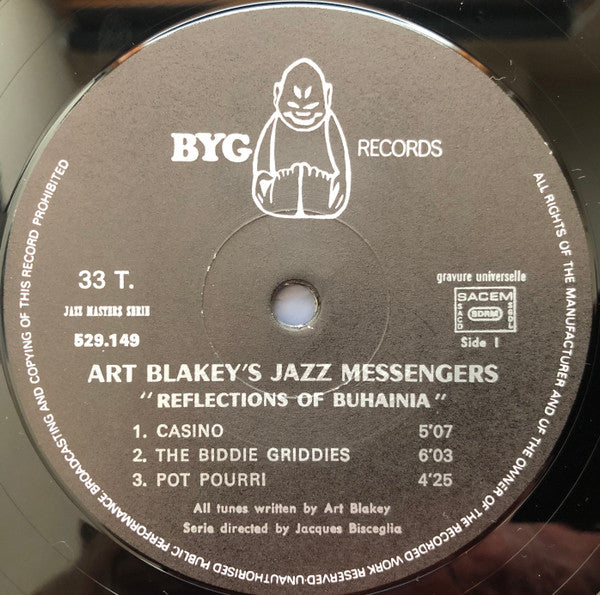 BYG RECORDS
33 T.
JAZZ MASTERS SERIE
529.149
gravure universelle
SACEM
SACD SDRM SGDL
Side 1
ART BLAKEY'S JAZZ MESSENGERS
"REFLECTIONS OF BUHAINIA"
1. CASINO 5'07
2. THE BIDDIE GRIDDIES 6'03
3. POT POURRI 4'25
All tunes written by Art Blakey
Serie directed by Jacques Bisceglia
ALL RIGHTS OF THE MANUFACTURER AND OF THE OWNER OF THE RECORDED WORK RESERVED-UNAUTHORISED PUBLIC PERFORMANCE BROADCASTING AND COPYING OF THIS RECORD PROHIBITED